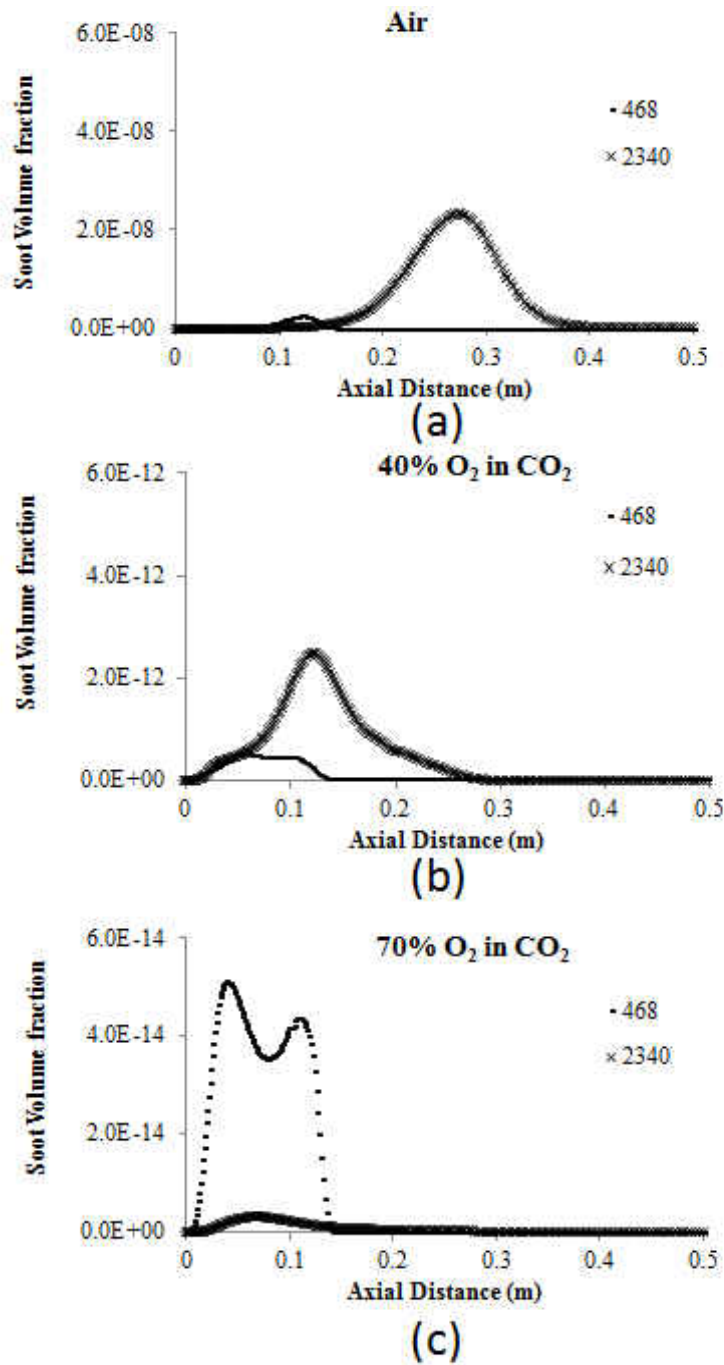 Air
6.0E-08
4.0E-08
2.0E-08
0.0E+00
Soot Volume fraction
468
2340
0 0.1 0.2 0.3 0.4 0.5
Axial Distance (m)
(a)
40% O₂ in CO₂
6.0E-12
4.0E-12
2.0E-12
0.0E+00
Soot Volume fraction
468
2340
0 0.1 0.2 0.3 0.4 0.5
Axial Distance (m)
(b)
70% O₂ in CO₂
6.0E-14
4.0E-14
2.0E-14
0.0E+00
Soot Volume fraction
468
2340
0 0.1 0.2 0.3 0.4 0.5
Axial Distance (m)
(c)